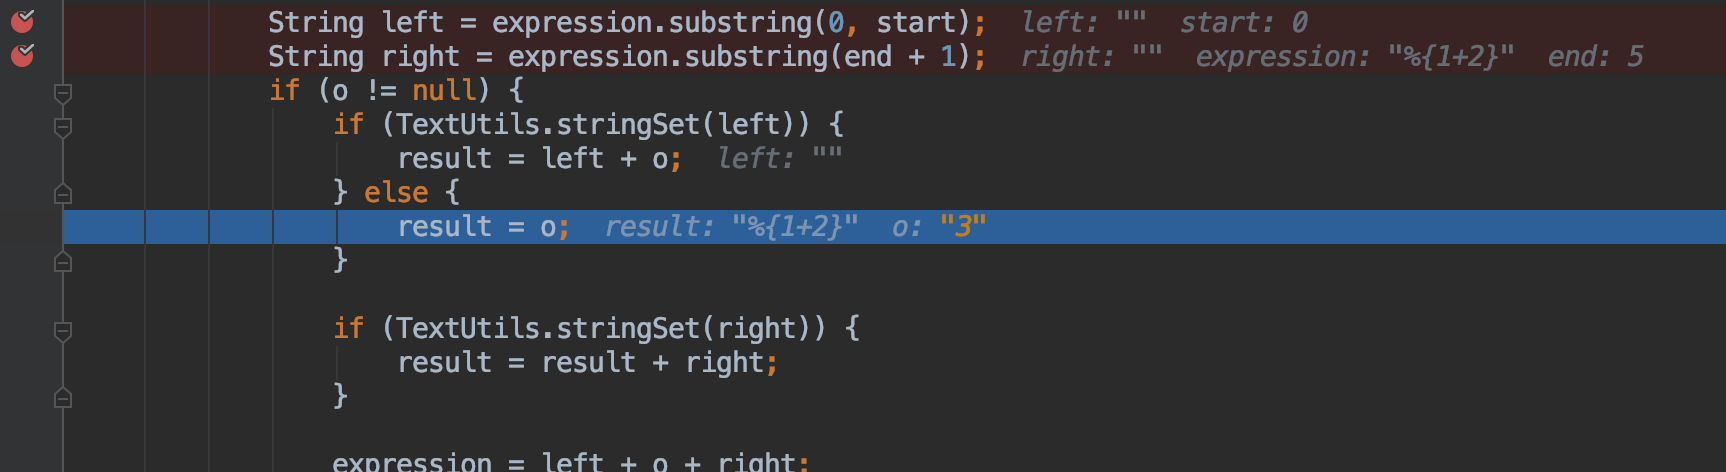 String left = expression.substring(0, start);  left: ""  start: 0
String right = expression.substring(end + 1);  right: ""  expression: "%{1+2}"  end: 5
if (o != null) {
if (TextUtils.stringSet(left)) {
result = left + o;  left: ""
} else {
result = o;  result: "%{1+2}"  o: "3"
}
if (TextUtils.stringSet(right)) {
result = result + right;
}
expression = left + o + right;